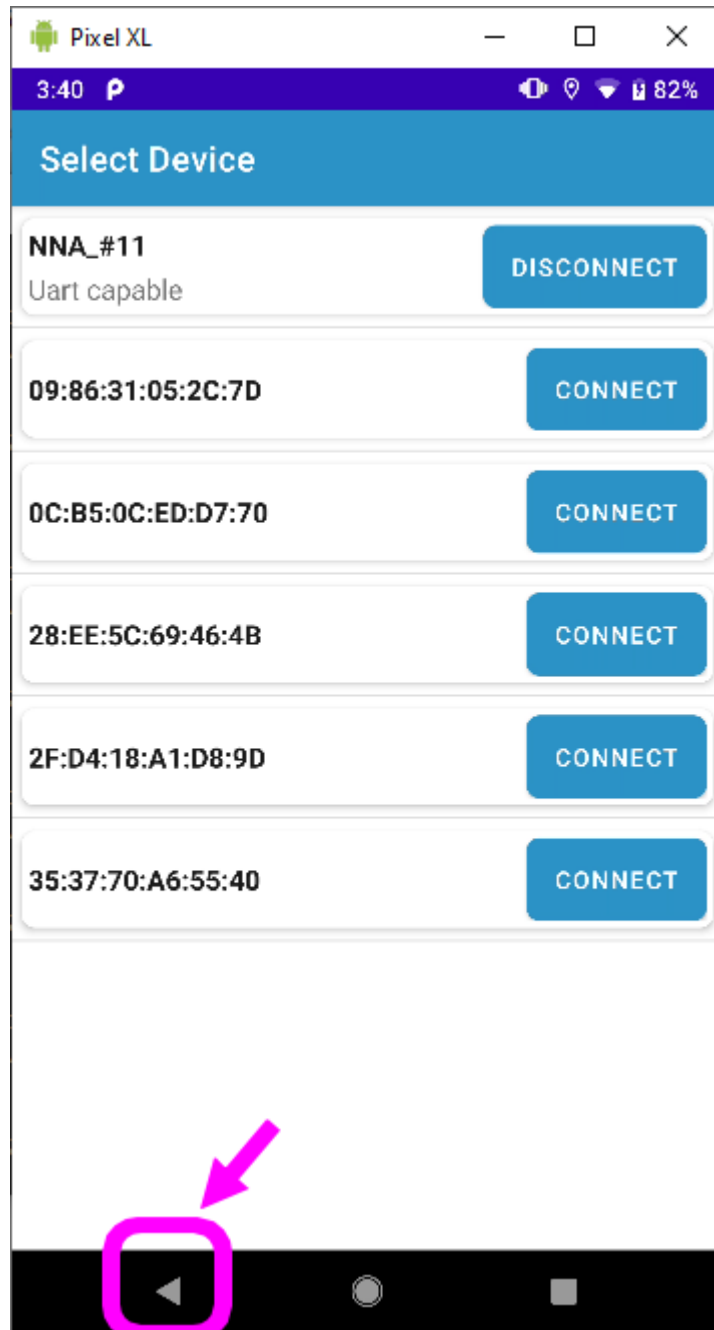 Pixel XL
3:40 82%
Select Device
NNA_#11
Uart capable
DISCONNECT
09:86:31:05:2C:7D
CONNECT
0C:B5:0C:ED:D7:70
CONNECT
28:EE:5C:69:46:4B
CONNECT
2F:D4:18:A1:D8:9D
CONNECT
35:37:70:A6:55:40
CONNECT